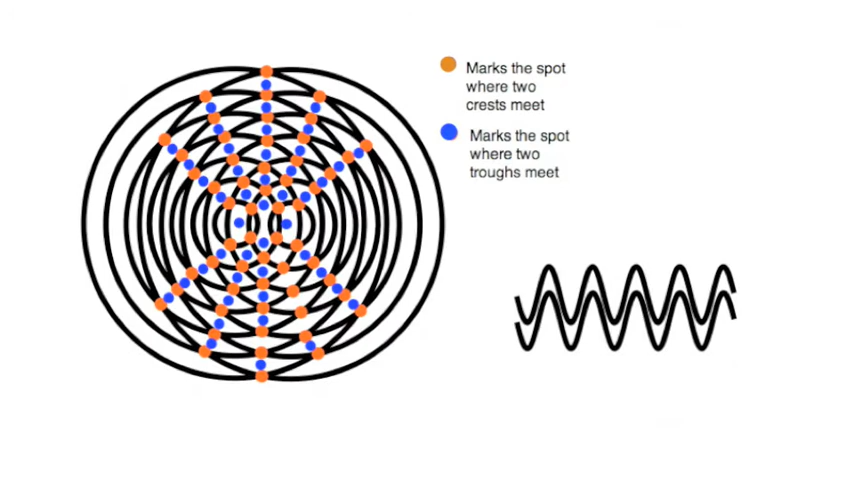 Marks the spot
where two
crests meet
Marks the spot
where two
troughs meet